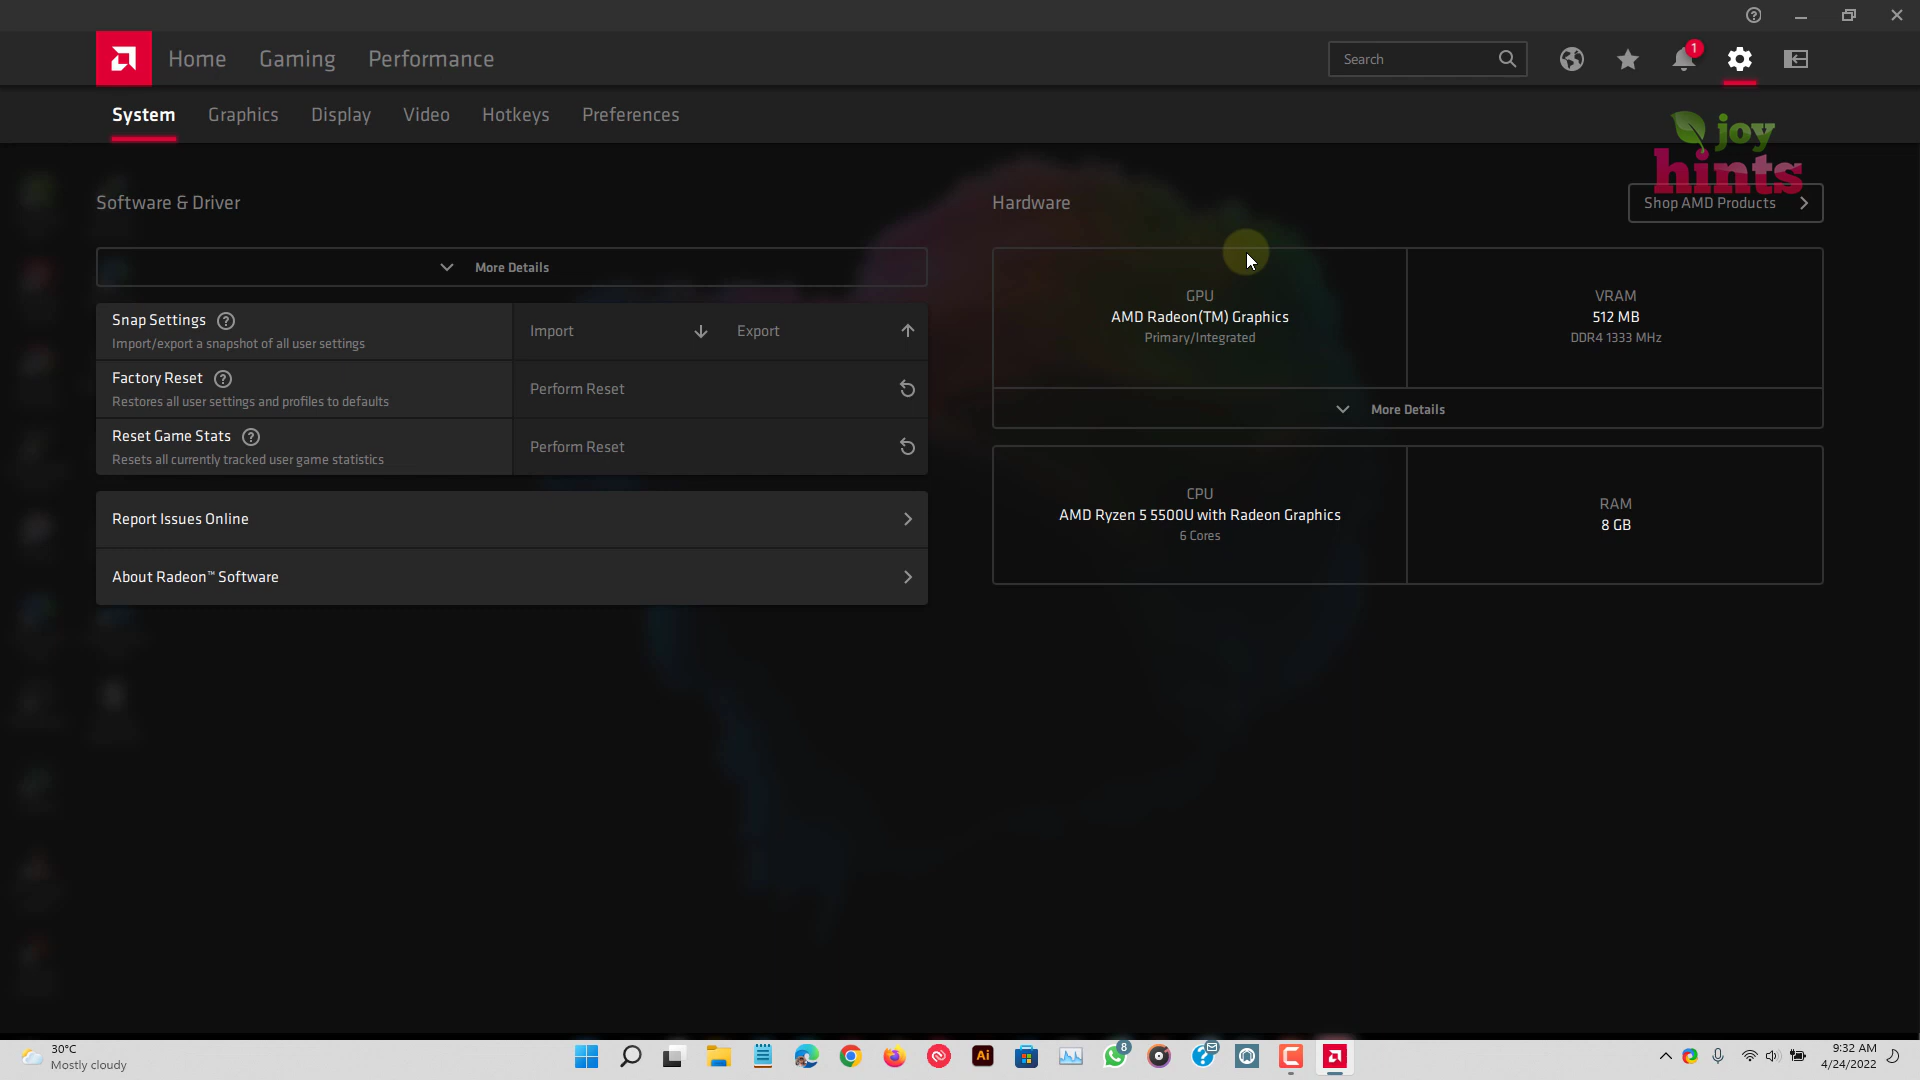 Home
Gaming
Performance
Search
1
System
Graphics
Display
Video
Hotkeys
Preferences
joy
hints
Software & Driver
More Details
Snap Settings
Import/export a snapshot of all user settings
Import
Export
Factory Reset
Restores all user settings and profiles to defaults
Perform Reset
Reset Game Stats
Resets all currently tracked user game statistics
Perform Reset
Report Issues Online
About Radeon™ Software
Hardware
Shop AMD Products
GPU
AMD Radeon(TM) Graphics
Primary/Integrated
VRAM
512 MB
DDR4 1333 MHz
More Details
CPU
AMD Ryzen 5 5500U with Radeon Graphics
6 Cores
RAM
8 GB
30°C
Mostly cloudy
Ai
8
9:32 AM
4/24/2022